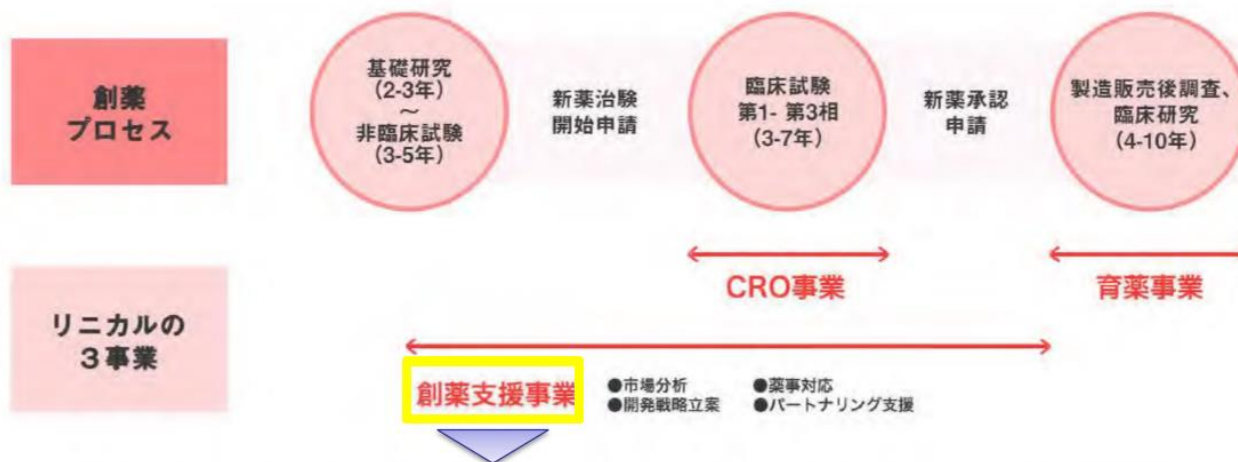 創薬
プロセス
基礎研究
(2-3年)
～
非臨床試験
(3-5年)
新薬治験
開始申請
臨床試験
第1- 第3相
(3-7年)
新薬承認
申請
製造販売後調査、
臨床研究
(4-10年)
リニカルの
3事業
CRO事業
育薬事業
創薬支援事業
●市場分析
●開発戦略立案
●薬事対応
●パートナリング支援